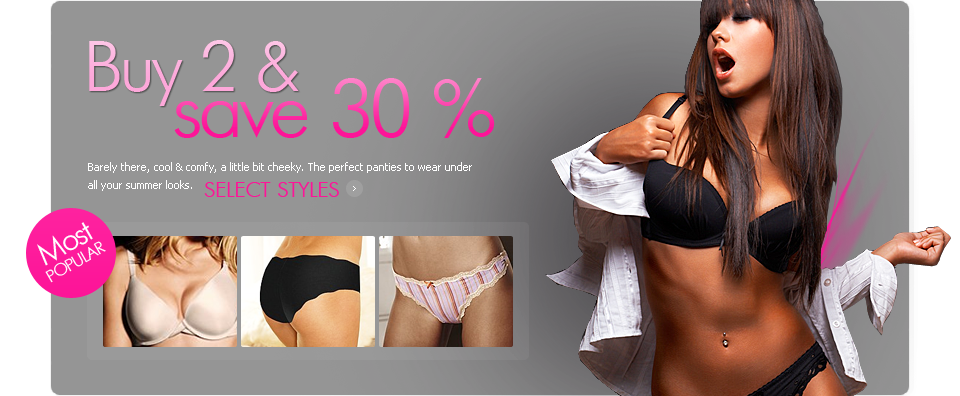 Buy 2 &
save 30 %
Barely there, cool & comfy, a little bit cheeky. The perfect panties to wear under
all your summer looks. SELECT STYLES ›
Most
POPULAR